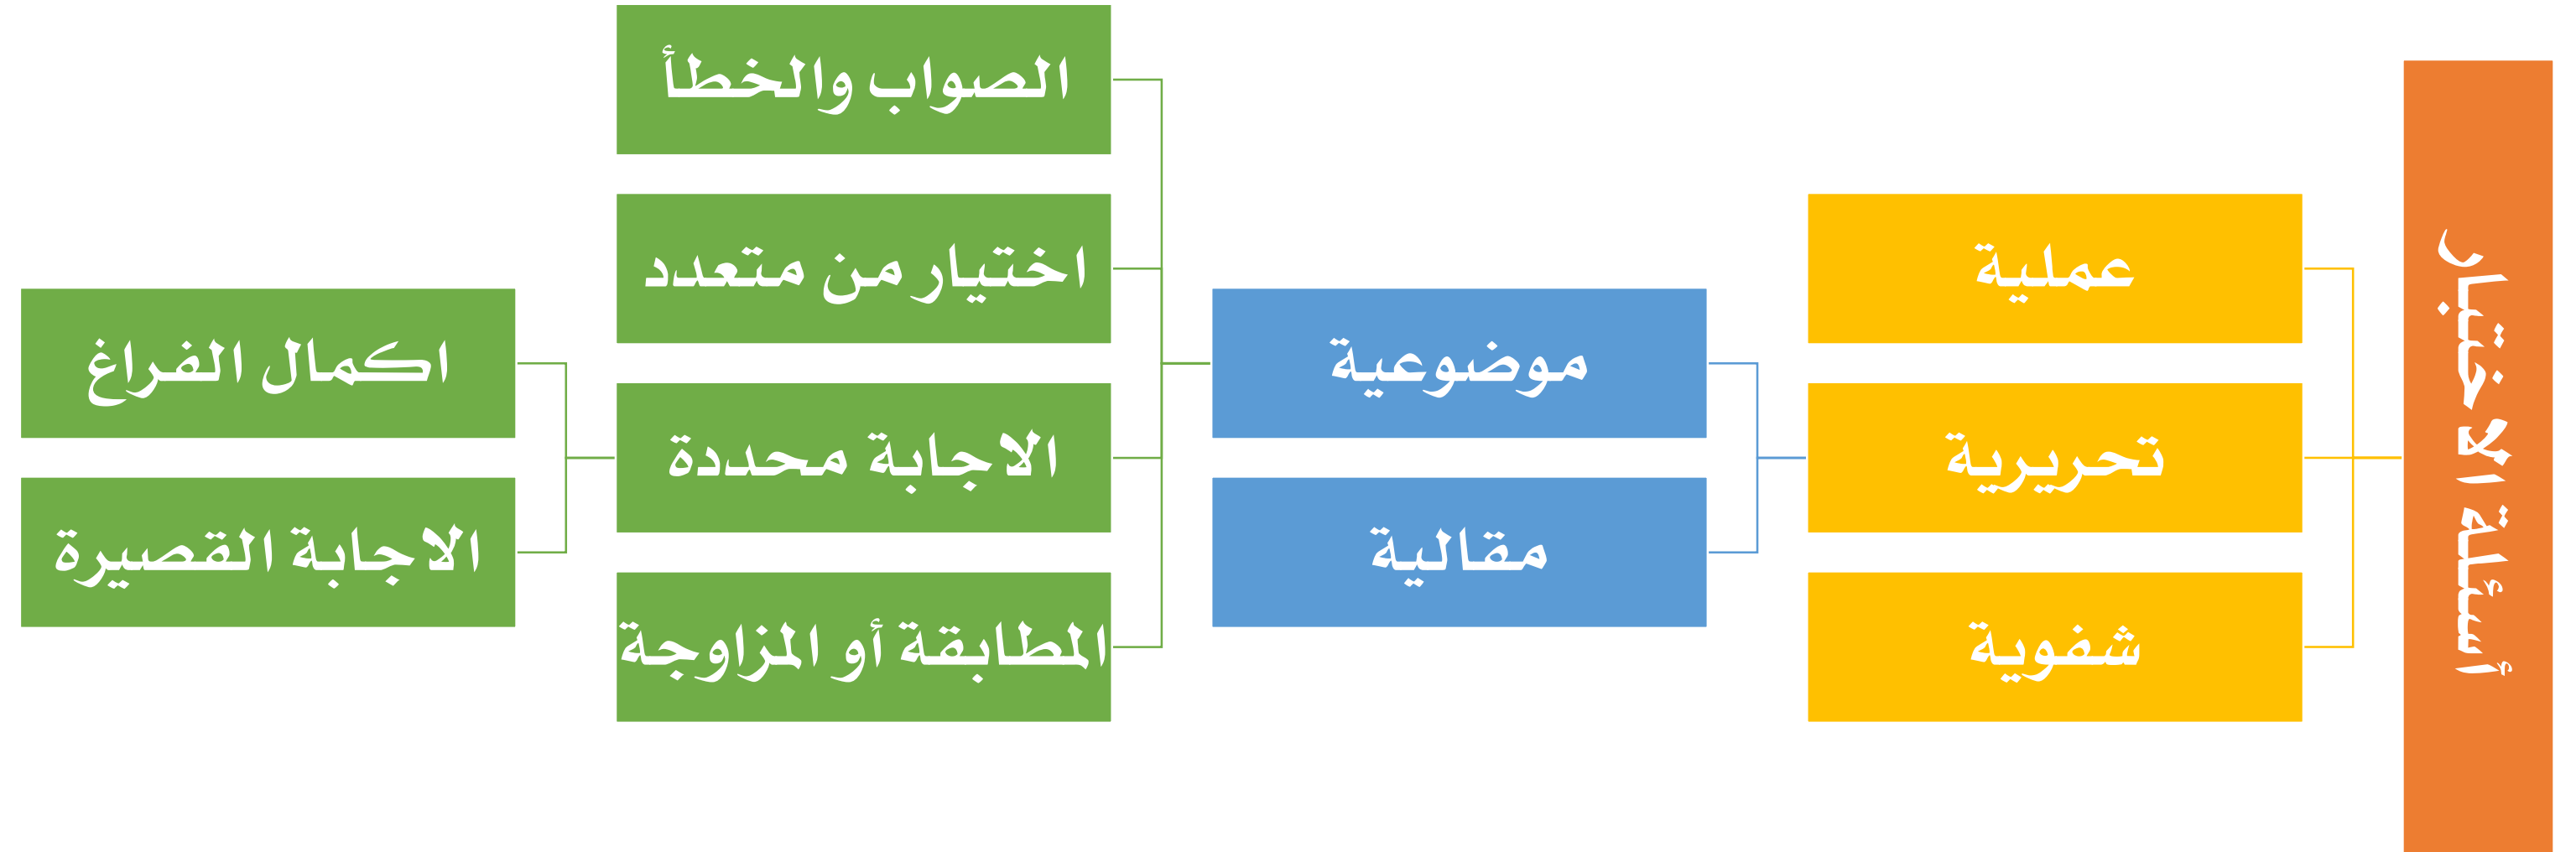 أسئلة الاختبار
عملية
تحريرية
شفوية
موضوعية
مقالية
الصواب والخطأ
اختيار من متعدد
الاجابة محددة
المطابقة أو المزاوجة
اكمال الفراغ
الاجابة القصيرة